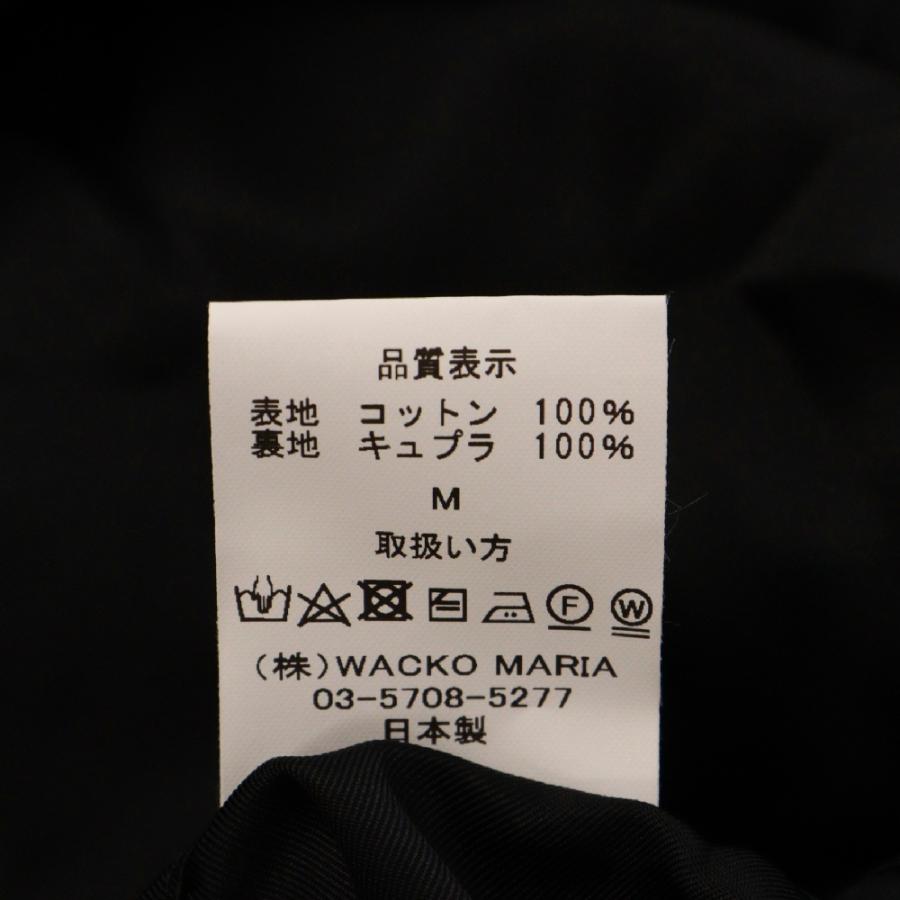 品質表示
表地 コットン 100%
裏地 キュプラ 100%
M
取扱い方
F W
(株)WACKO MARIA
03-5708-5277
日本製